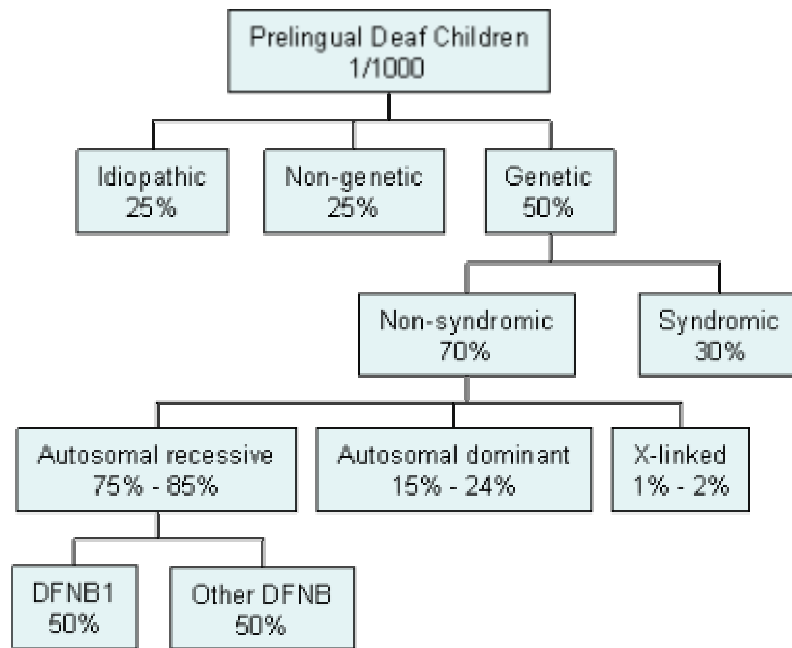 Prelingual Deaf Children
1/1000
Idiopathic
25%
Non-genetic
25%
Genetic
50%
Non-syndromic
70%
Syndromic
30%
Autosomal recessive
75% - 85%
Autosomal dominant
15% - 24%
X-linked
1% - 2%
DFNB1
50%
Other DFNB
50%